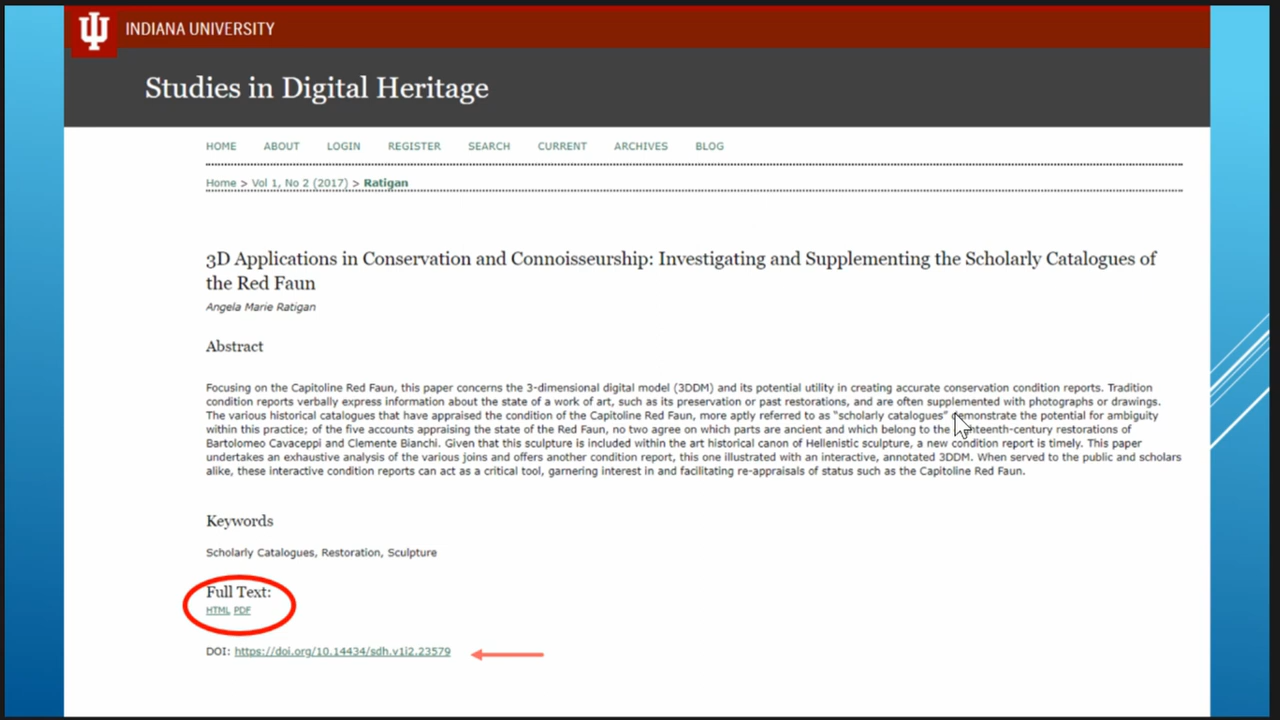 INDIANA UNIVERSITY
Studies in Digital Heritage
HOME ABOUT LOGIN REGISTER SEARCH CURRENT ARCHIVES BLOG
Home > Vol 1, No 2 (2017) > Ratigan
3D Applications in Conservation and Connoisseurship: Investigating and Supplementing the Scholarly Catalogues of
the Red Faun
Angela Marie Ratigan
Abstract
Focusing on the Capitoline Red Faun, this paper concerns the 3-dimensional digital model (3DDM) and its potential utility in creating accurate conservation condition reports. Tradition
condition reports verbally express information about the state of a work of art, such as its preservation or past restorations, and are often supplemented with photographs or drawings.
The various historical catalogues that have appraised the condition of the Capitoline Red Faun, more aptly referred to as “scholarly catalogues” demonstrate the potential for ambiguity
within this practice; of the five accounts appraising the state of the Red Faun, no two agree on which parts are ancient and which belong to the restorations of
Bartolomeo Cavaceppi and Clemente Bianchi. Given that this sculpture is included within the art historical canon of Hellenistic sculpture, a new condition report is timely. This paper
undertakes an exhaustive analysis of the various joins and offers another condition report, this one illustrated with an interactive, annotated 3DDM. When served to the public and scholars
alike, these interactive condition reports can act as a critical tool, garnering interest in and facilitating re-appraisals of status such as the Capitoline Red Faun.
Keywords
Scholarly Catalogues, Restoration, Sculpture
Full Text:
HTML PDF
DOI: https://doi.org/10.14434/sdh.v1i2.23579